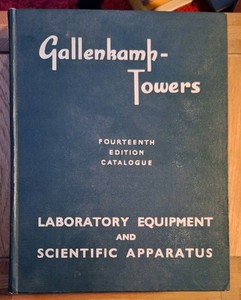 Gallenkamp-
Towers
FOURTEENTH
EDITION
CATALOGUE
LABORATORY EQUIPMENT
AND
SCIENTIFIC APPARATUS